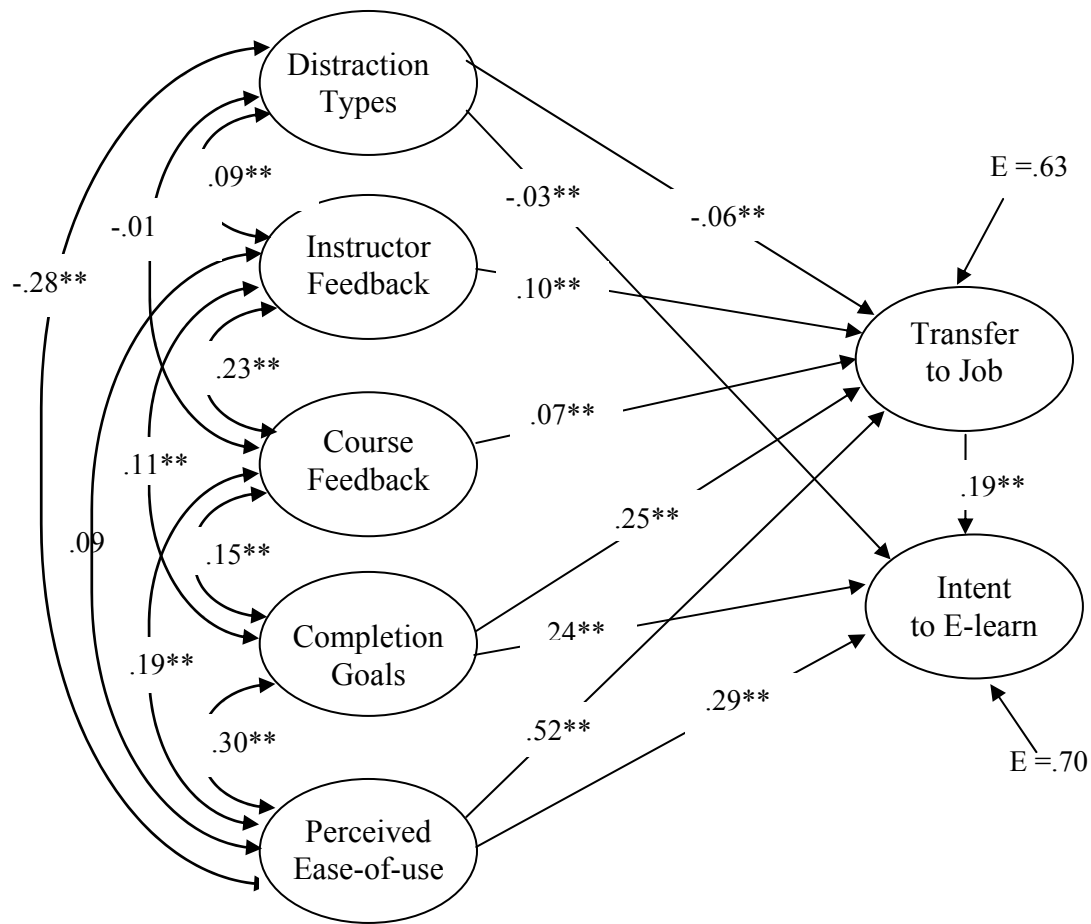 Distraction
Types
E =.63
.09**
-.03**
-.06**
-.01
Instructor
Feedback
-.28**
.10**
Transfer
to Job
.23**
.07**
Course
Feedback
.11**
.19**
.25**
.09
.15**
Intent
to E-learn
Completion
Goals
.24**
.19**
.29**
.30**
.52**
E =.70
Perceived
Ease-of-use